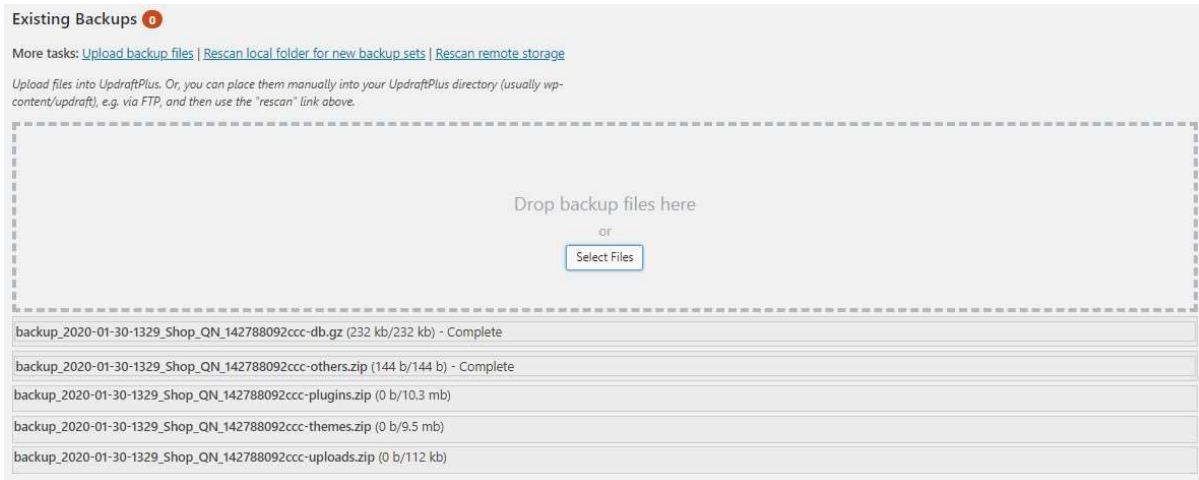 Existing Backups 0
More tasks: Upload backup files | Rescan local folder for new backup sets | Rescan remote storage
Upload files into UpdraftPlus. Or, you can place them manually into your UpdraftPlus directory (usually wp-
content/updraft), e.g. via FTP, and then use the "rescan" link above.
Drop backup files here
or
Select Files
backup_2020-01-30-1329_Shop_QN_142788092ccc-db.gz (232 kb/232 kb) - Complete
backup_2020-01-30-1329_Shop_QN_142788092ccc-others.zip (144 b/144 b) - Complete
backup_2020-01-30-1329_Shop_QN_142788092ccc-plugins.zip (0 b/10.3 mb)
backup_2020-01-30-1329_Shop_QN_142788092ccc-themes.zip (0 b/9.5 mb)
backup_2020-01-30-1329_Shop_QN_142788092ccc-uploads.zip (0 b/112 kb)